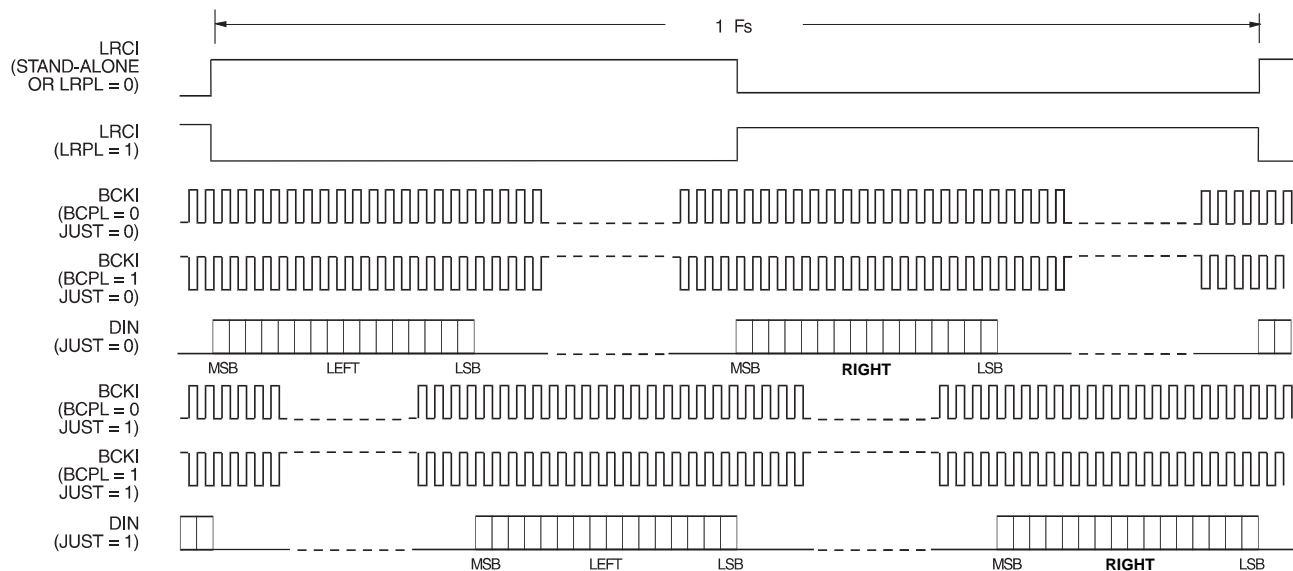 1 Fs
LRCI
(STAND-ALONE
OR LRPL = 0)
LRCI
(LRPL = 1)
BCKI
(BCPL = 0
JUST = 0)
BCKI
(BCPL = 1
JUST = 0)
DIN
(JUST = 0)
MSB LEFT LSB MSB RIGHT LSB
BCKI
(BCPL = 0
JUST = 1)
BCKI
(BCPL = 1
JUST = 1)
DIN
(JUST = 1)
MSB LEFT LSB MSB RIGHT LSB